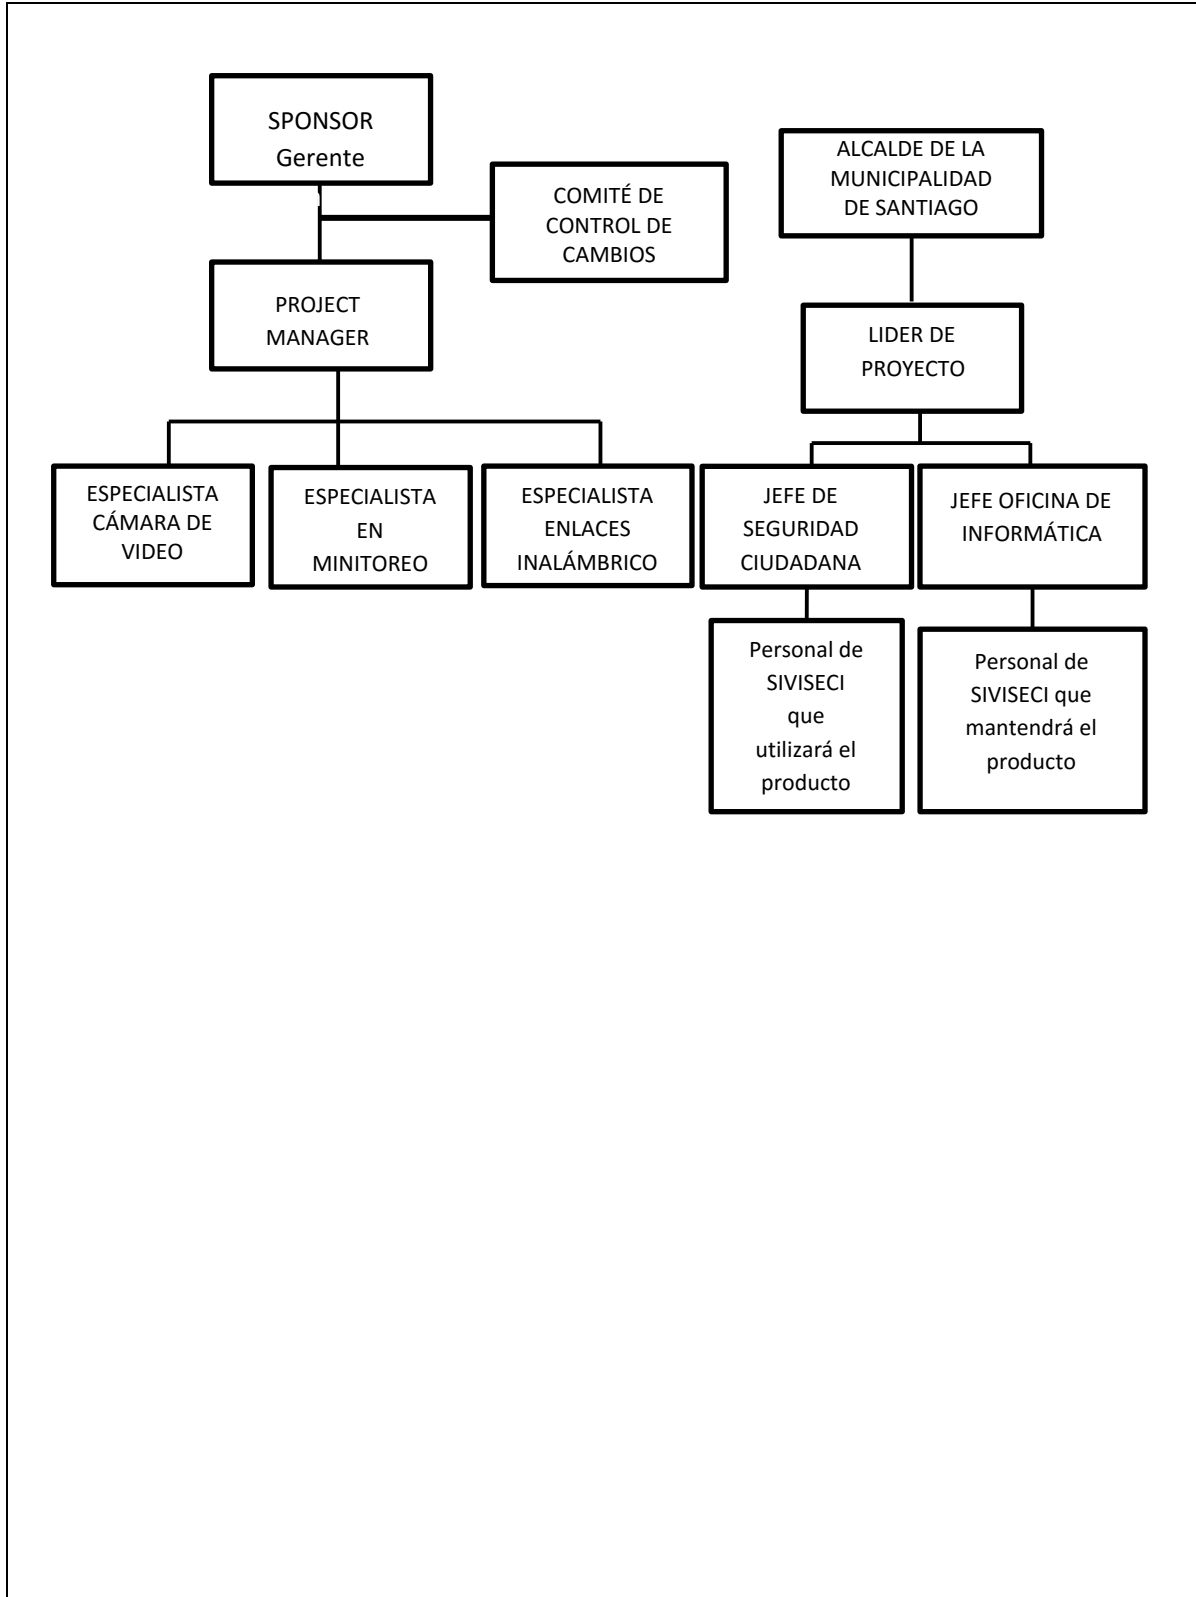 SPONSOR
Gerente
COMITÉ DE
CONTROL DE
CAMBIOS
PROJECT
MANAGER
ESPECIALISTA
CÁMARA DE
VIDEO
ESPECIALISTA
EN
MINITOREO
ESPECIALISTA
ENLACES
INALÁMBRICO
ALCALDE DE LA
MUNICIPALIDAD
DE SANTIAGO
LIDER DE
PROYECTO
JEFE DE
SEGURIDAD
CIUDADANA
JEFE OFICINA DE
INFORMÁTICA
Personal de
SIVISECI
que
utilizará el
producto
Personal de
SIVISECI que
mantendrá el
producto